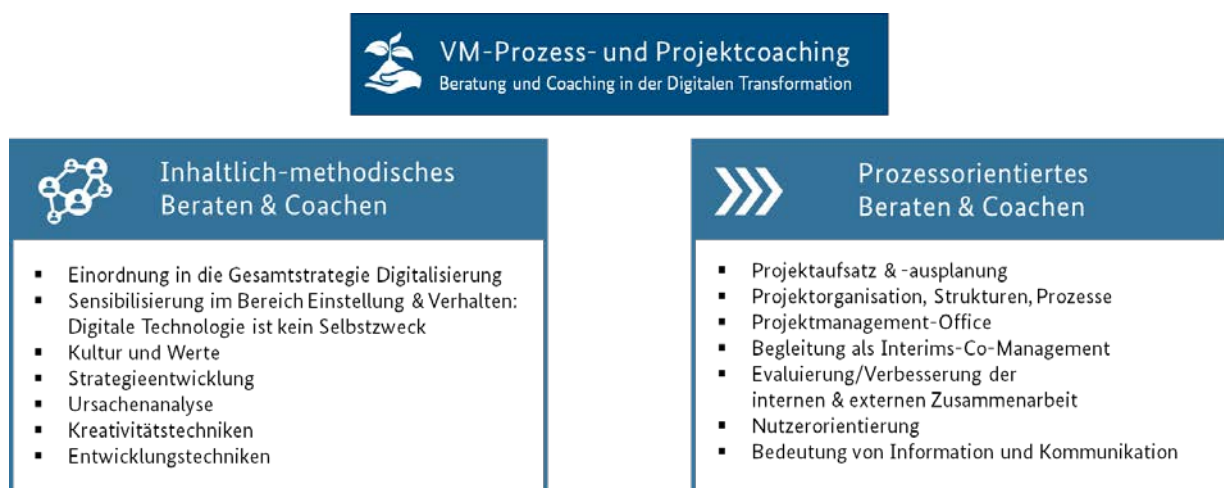 VM-Prozess- und Projektcoaching
Beratung und Coaching in der Digitalen Transformation
Inhaltlich-methodisches
Beraten & Coachen
▪ Einordnung in die Gesamtstrategie Digitalisierung
▪ Sensibilisierung im Bereich Einstellung & Verhalten:
Digitale Technologie ist kein Selbstzweck
▪ Kultur und Werte
▪ Strategieentwicklung
▪ Ursachenanalyse
▪ Kreativitätstechniken
▪ Entwicklungstechniken
Prozessorientiertes
Beraten & Coachen
▪ Projektaufsatz & -ausplanung
▪ Projektorganisation, Strukturen, Prozesse
▪ Projektmanagement-Office
▪ Begleitung als Interims-Co-Management
▪ Evaluierung/Verbesserung der
internen & externen Zusammenarbeit
▪ Nutzerorientierung
▪ Bedeutung von Information und Kommunikation